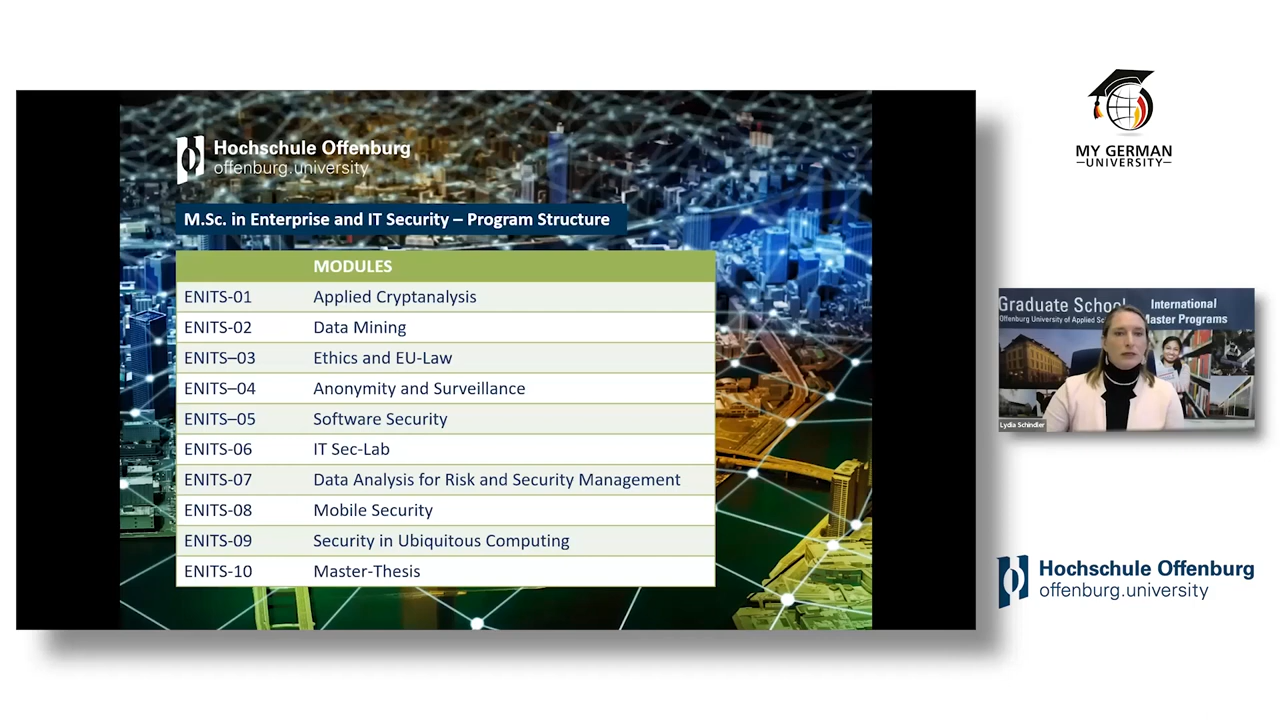 Hochschule Offenburg
offenburg.university
M.Sc. in Enterprise and IT Security – Program Structure
MODULES
ENITS-01 Applied Cryptanalysis
ENITS-02 Data Mining
ENITS–03 Ethics and EU-Law
ENITS–04 Anonymity and Surveillance
ENITS–05 Software Security
ENITS-06 IT Sec-Lab
ENITS-07 Data Analysis for Risk and Security Management
ENITS-08 Mobile Security
ENITS-09 Security in Ubiquitous Computing
ENITS-10 Master-Thesis
MY GERMAN
UNIVERSITY
Graduate School
Offenburg University of Applied
International
Master Programs
Lydia Schindler
Hochschule Offenburg
offenburg.university